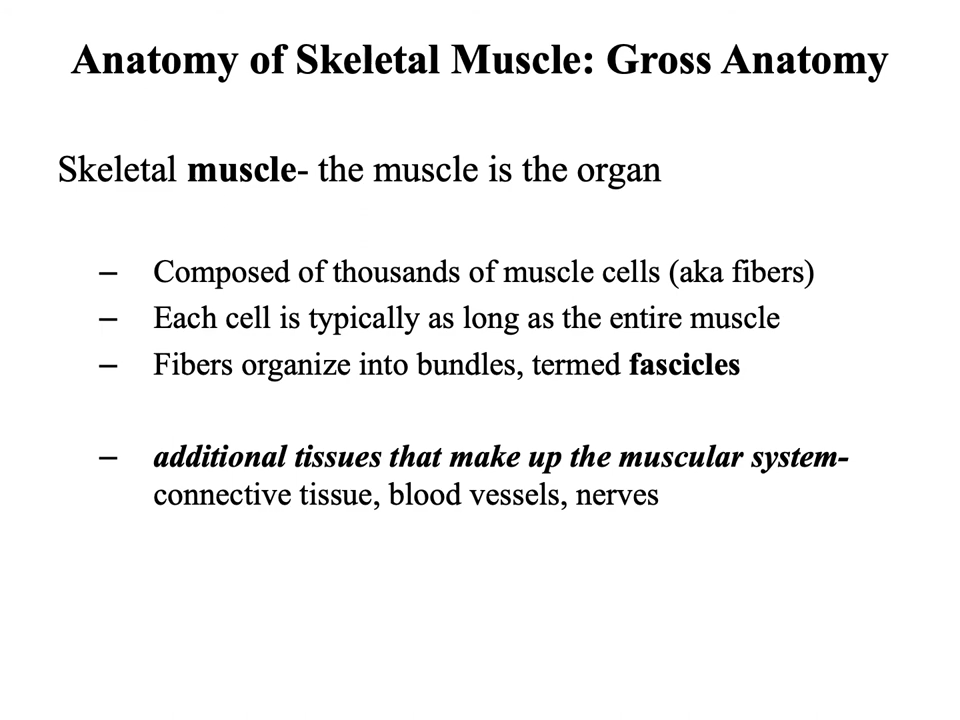 Anatomy of Skeletal Muscle: Gross Anatomy
Skeletal muscle- the muscle is the organ
– Composed of thousands of muscle cells (aka fibers)
– Each cell is typically as long as the entire muscle
– Fibers organize into bundles, termed fascicles
– additional tissues that make up the muscular system-
connective tissue, blood vessels, nerves